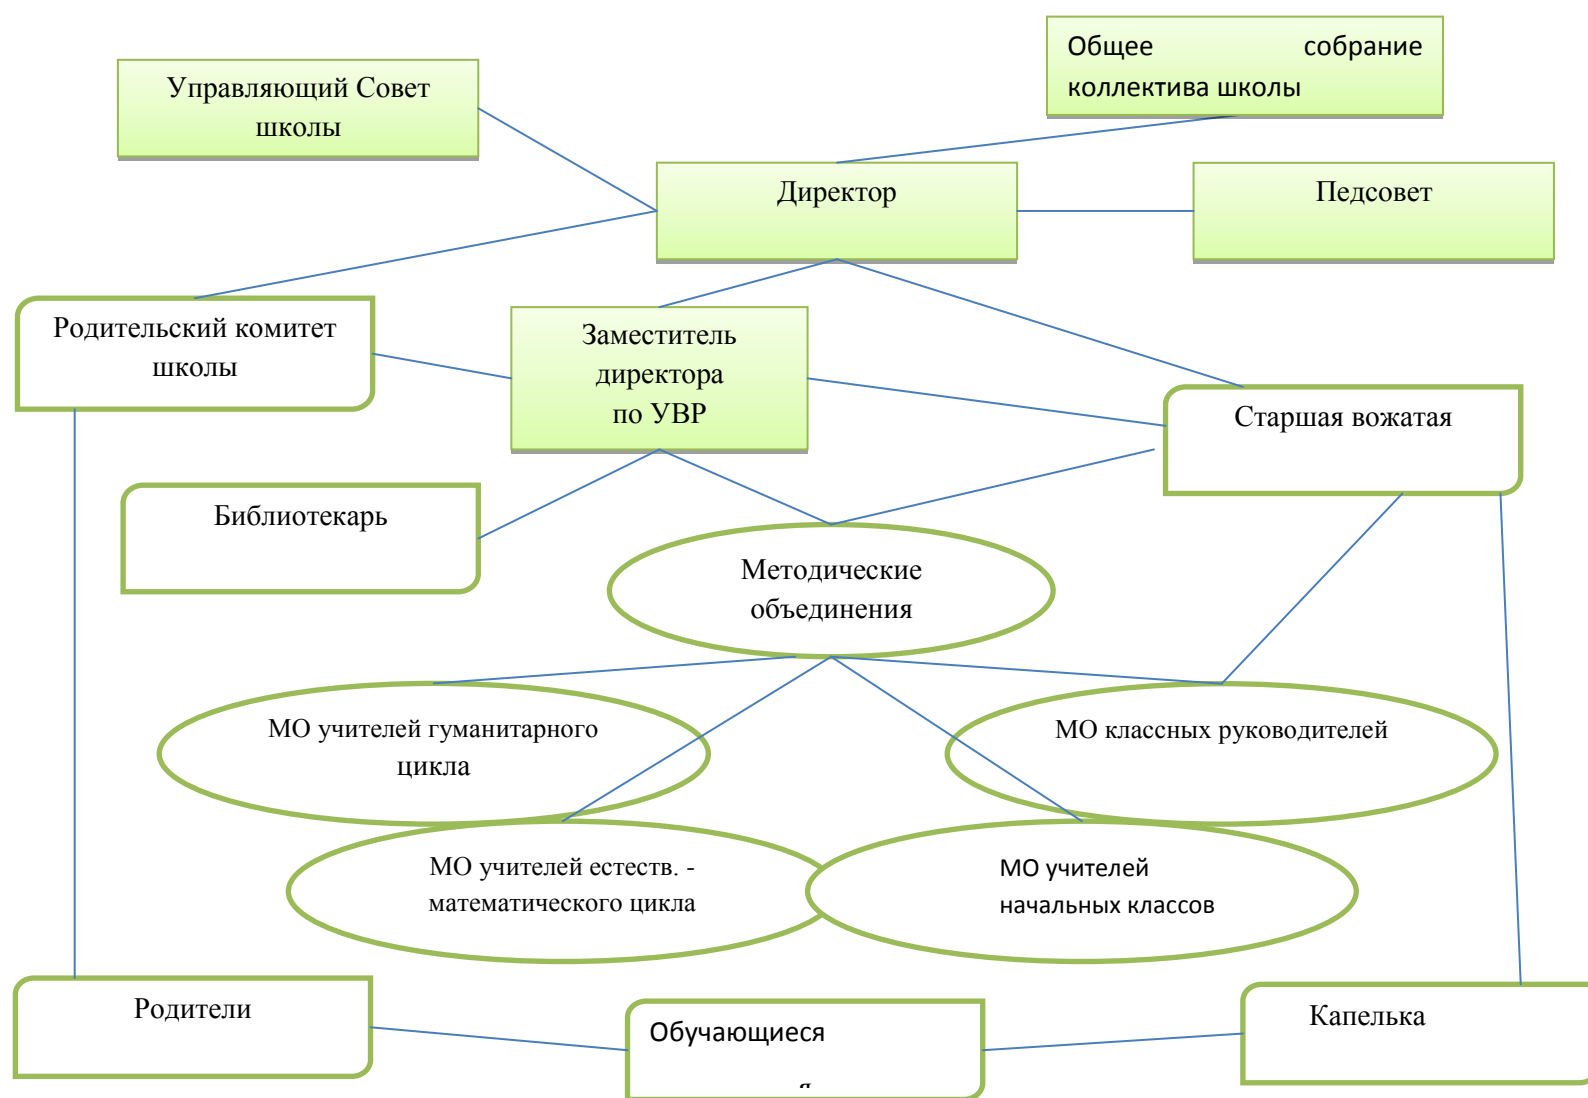 Общее собрание
коллектива школы
Управляющий Совет
школы
Директор
Педсовет
Родительский комитет
школы
Заместитель
директора
по УВР
Старшая вожатая
Библиотекарь
Методические
объединения
МО учителей гуманитарного
цикла
МО классных руководителей
МО учителей естеств. -
математического цикла
МО учителей
начальных классов
Родители
Обучающиеся
Капелька